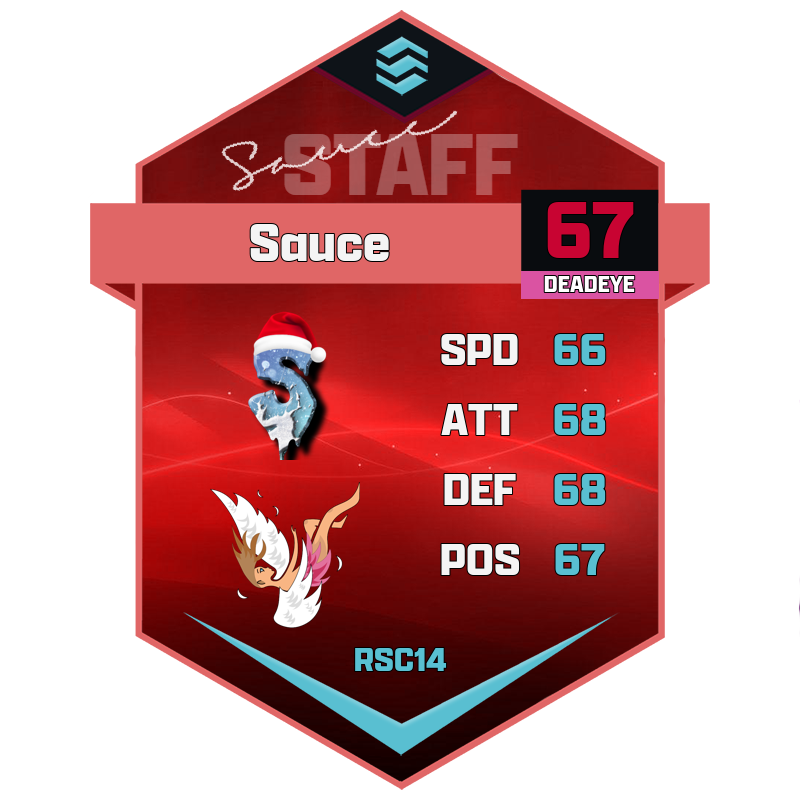 Sauce
STAFF
Sauce
67
DEADEYE
S
SPD 66
ATT 68
DEF 68
POS 67
RSC14